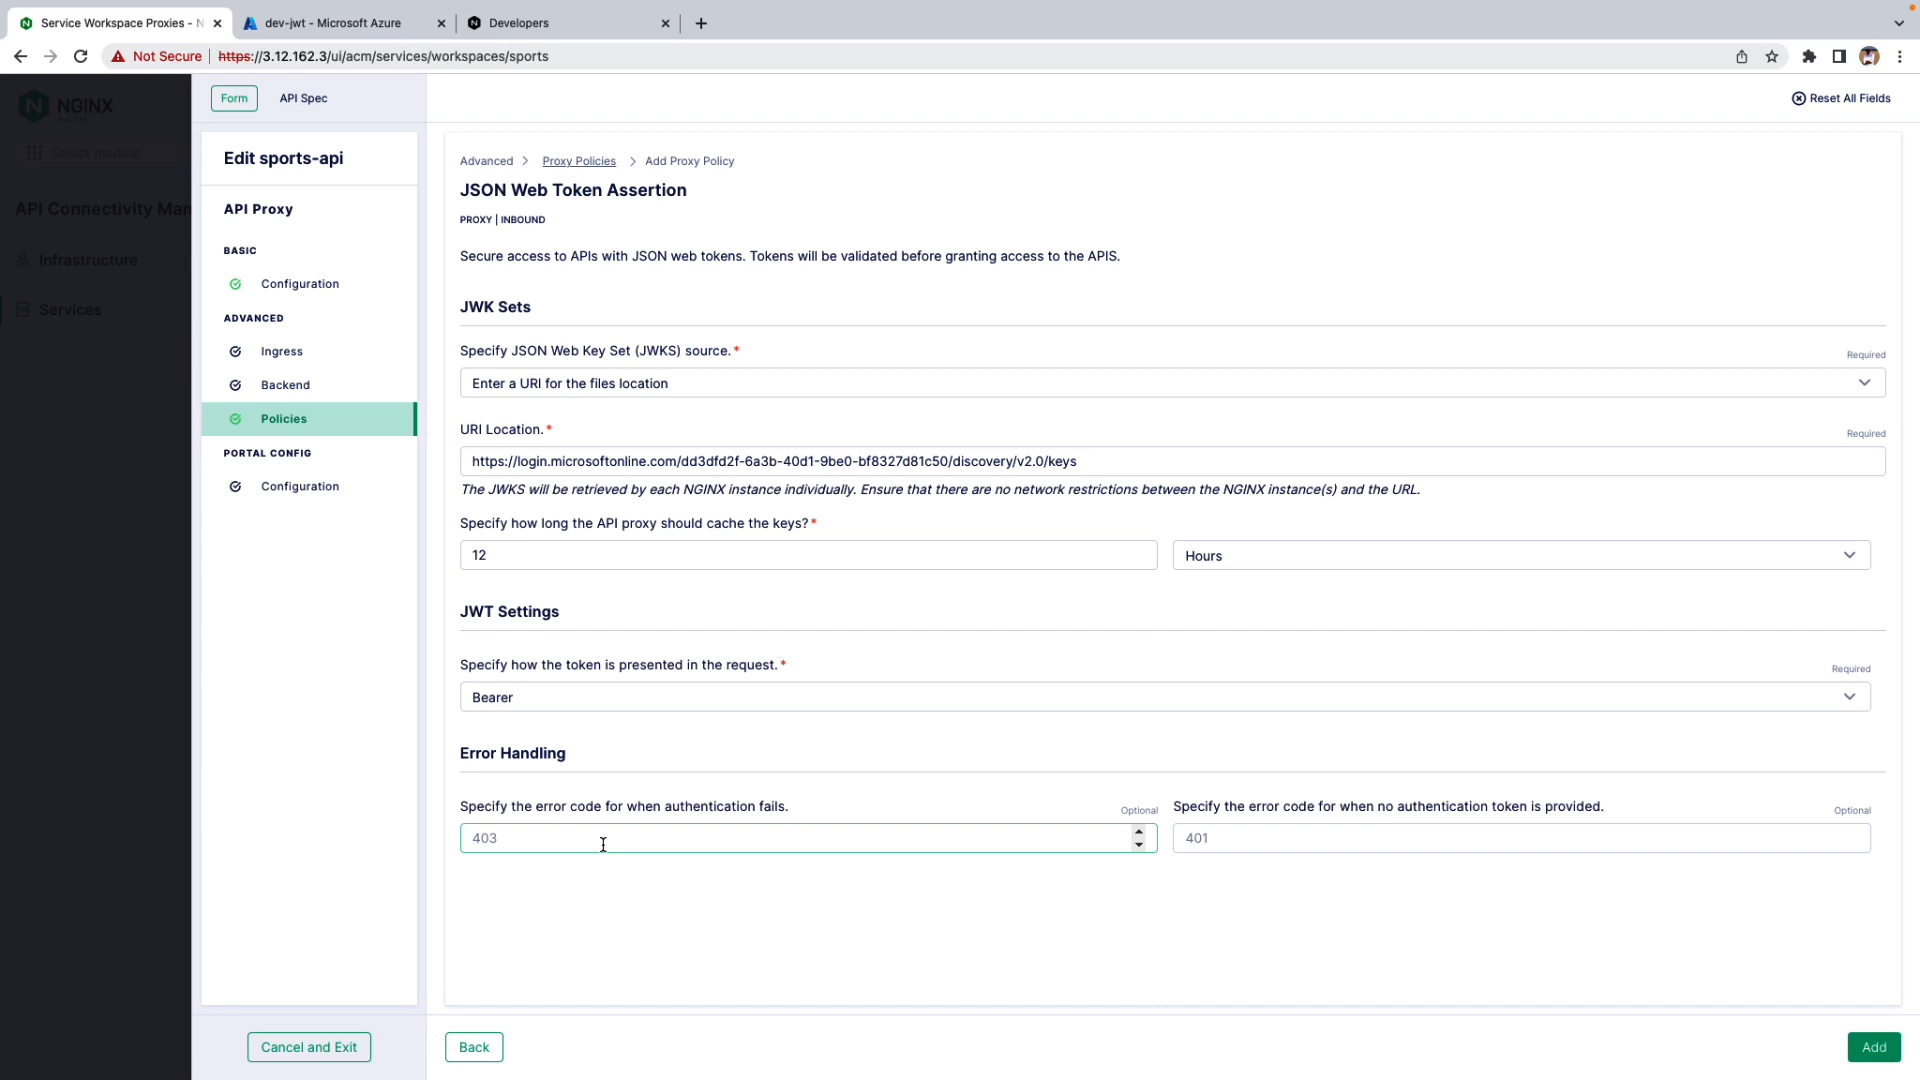 Service Workspace Proxies - N
dev-jwt - Microsoft Azure
Developers
Not Secure
https://3.12.162.3/ui/acm/services/workspaces/sports
NGINX
Select module
API Connectivity Man
Infrastructure
Services
Form
API Spec
Reset All Fields
Edit sports-api
API Proxy
BASIC
Configuration
ADVANCED
Ingress
Backend
Policies
PORTAL CONFIG
Configuration
Advanced > Proxy Policies > Add Proxy Policy
JSON Web Token Assertion
PROXY | INBOUND
Secure access to APIs with JSON web tokens. Tokens will be validated before granting access to the APIS.
JWK Sets
Specify JSON Web Key Set (JWKS) source.*
Required
Enter a URI for the files location
URI Location.*
Required
https://login.microsoftonline.com/dd3dfd2f-6a3b-40d1-9be0-bf8327d81c50/discovery/v2.0/keys
The JWKS will be retrieved by each NGINX instance individually. Ensure that there are no network restrictions between the NGINX instance(s) and the URL.
Specify how long the API proxy should cache the keys?*
12
Hours
JWT Settings
Specify how the token is presented in the request.*
Required
Bearer
Error Handling
Specify the error code for when authentication fails.
Optional
403
Specify the error code for when no authentication token is provided.
Optional
401
Cancel and Exit
Back
Add